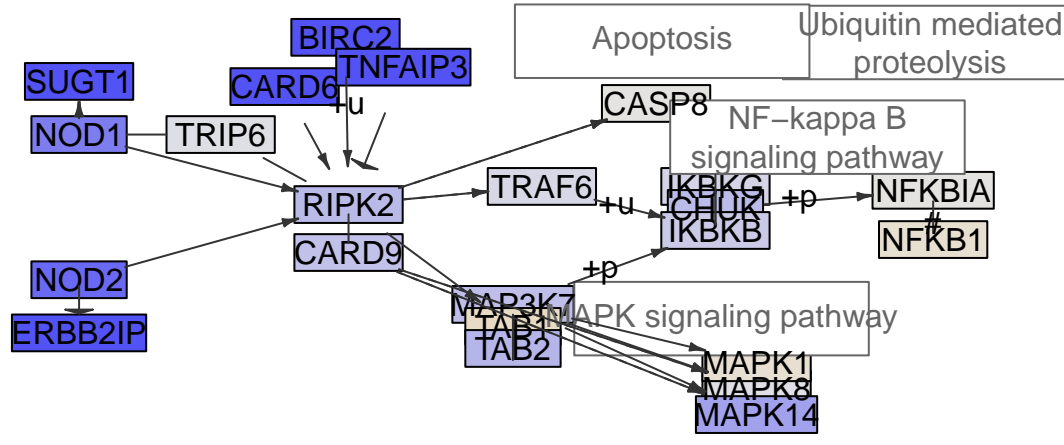 BIRC2
TNFAIP3
CARD6
+u
Apoptosis
Ubiquitin mediated
proteolysis
SUGT1
NOD1
TRIP6
CASP8
NF−kappa B
signaling pathway
RIPK2
TRAF6
+u
IKBKG
CHUK
IKBKB
+p
NFKBIA
#
NFKB1
CARD9
+p
NOD2
ERBB2IP
MAP3K7
TAB1
TAB2
MAPK signaling pathway
MAPK1
MAPK8
MAPK14